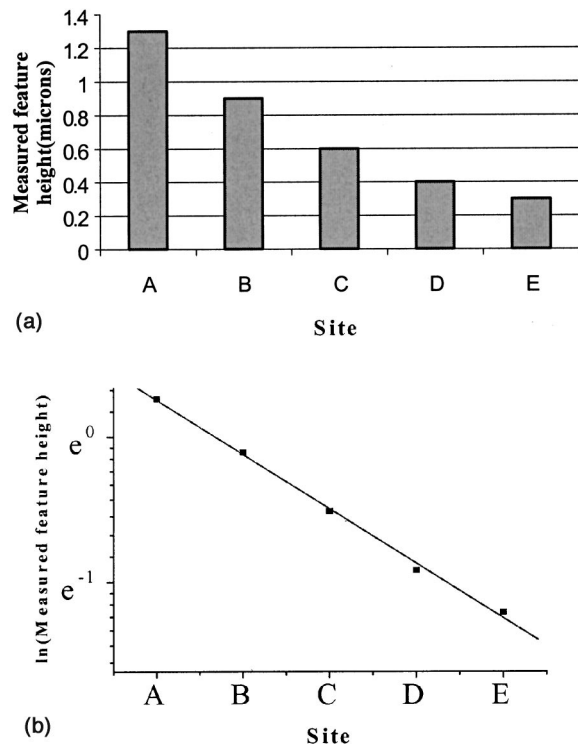 Measured feature
height(microns)
1.4
1.2
1
0.8
0.6
0.4
0.2
0
A B C D E
Site
(a)
ln(Measured feature height)
e0
e-1
A B C D E
Site
(b)